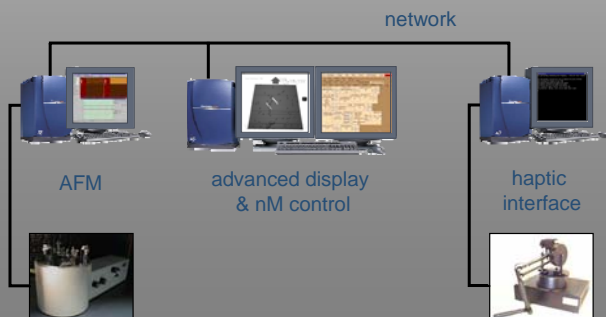 network
AFM
advanced display
& nM control
haptic
interface